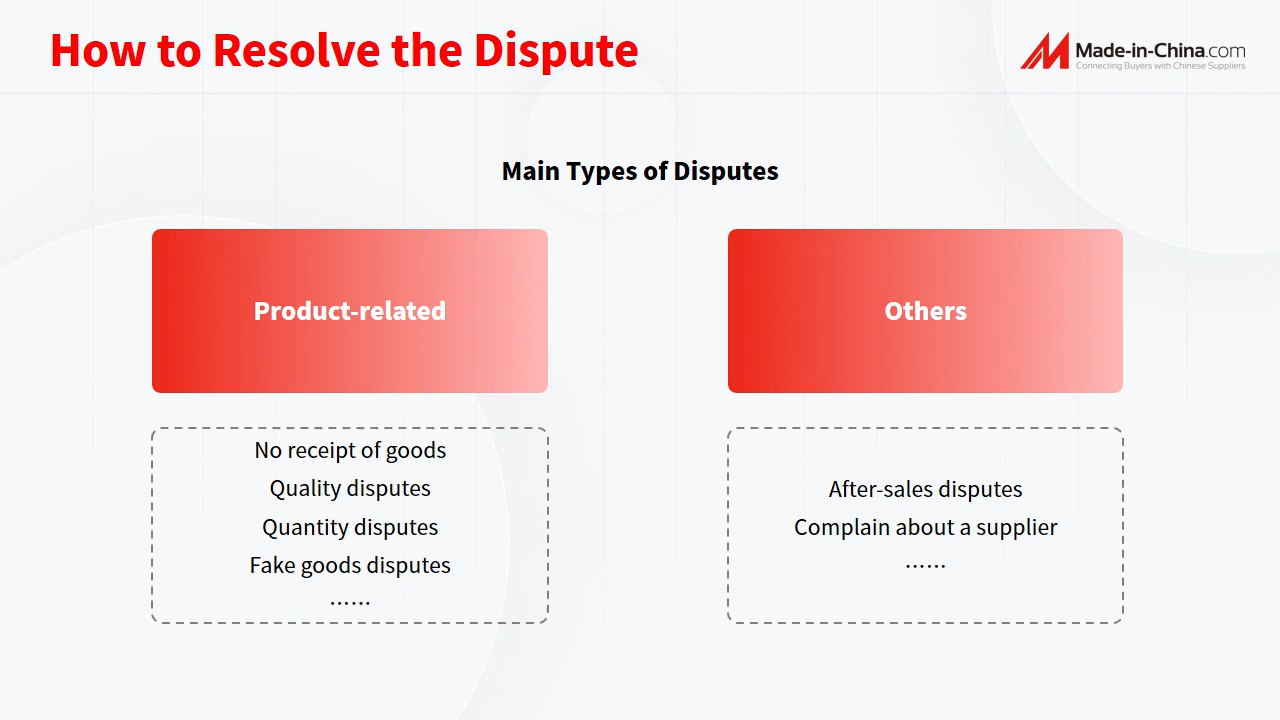 How to Resolve the Dispute
Made-in-China.com
Connecting Buyers with Chinese Suppliers
Main Types of Disputes
Product-related
No receipt of goods
Quality disputes
Quantity disputes
Fake goods disputes
……
Others
After-sales disputes
Complain about a supplier
……